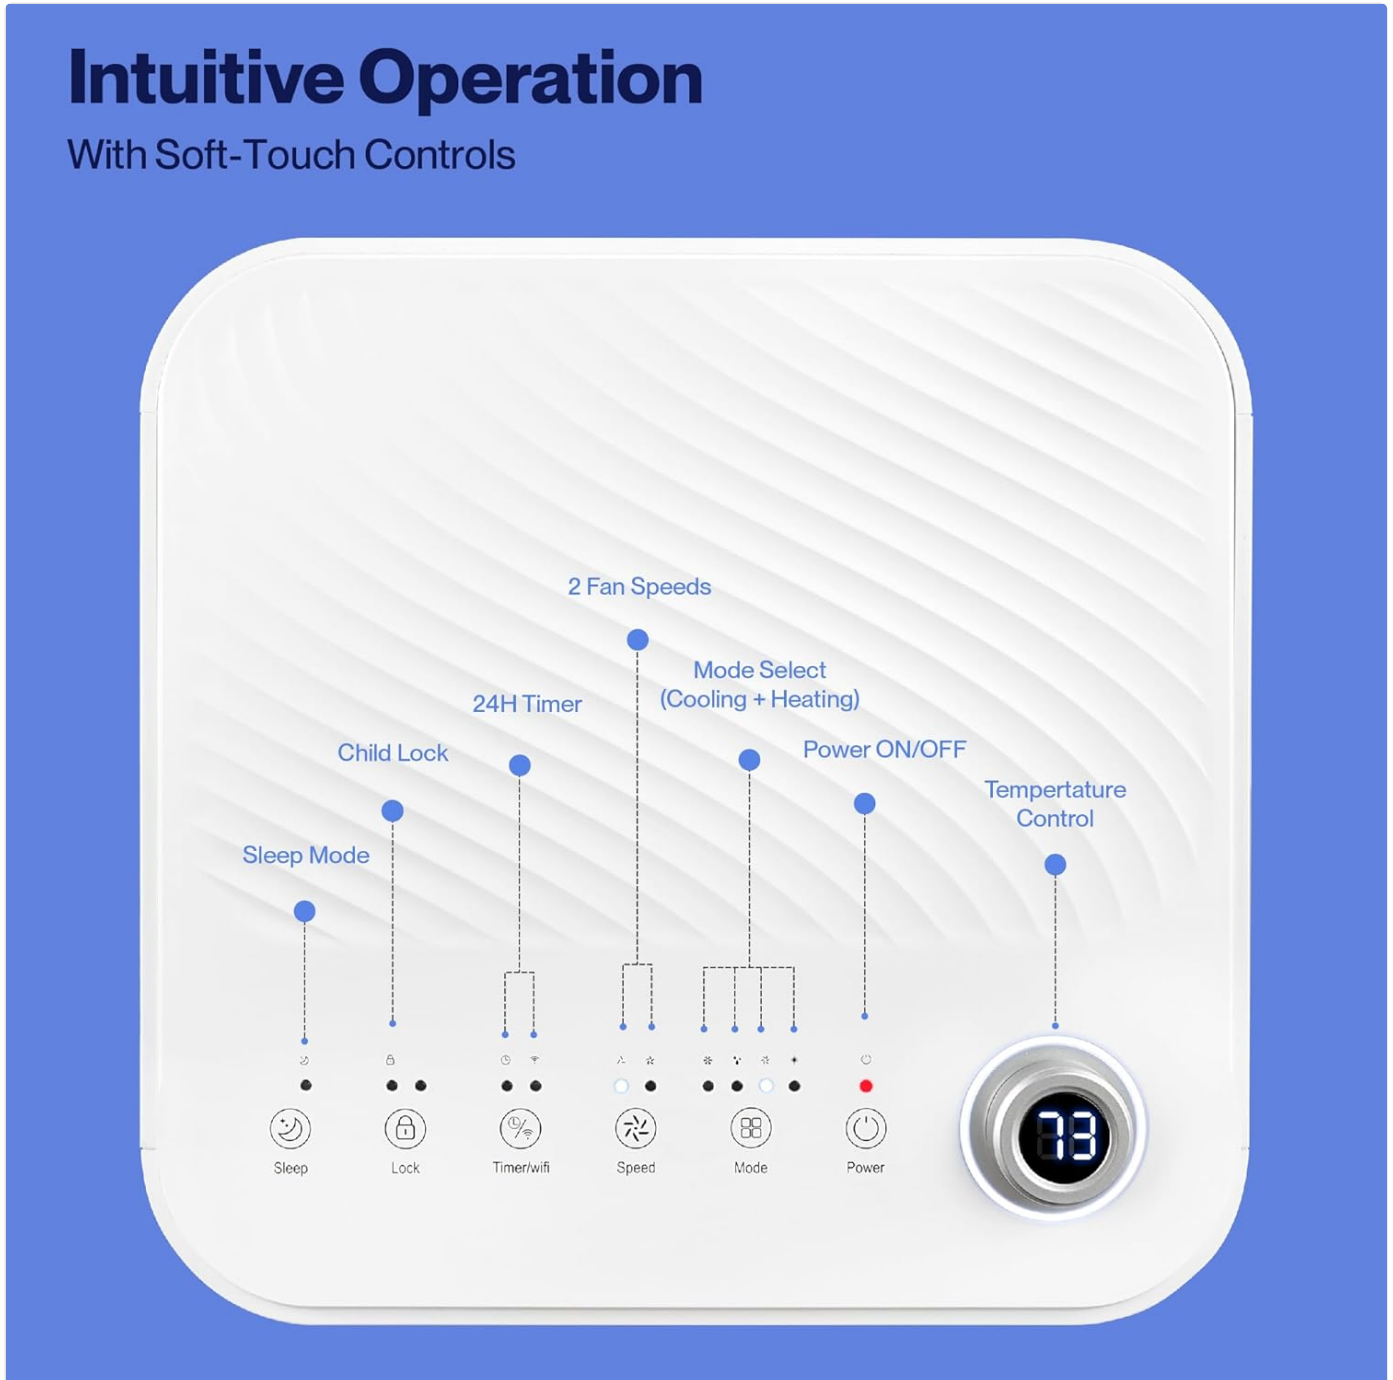 Intuitive Operation
With Soft-Touch Controls
2 Fan Speeds
Mode Select
(Cooling + Heating)
24H Timer
Child Lock
Power ON/OFF
Tempertature
Control
Sleep Mode
73
Sleep
Lock
Timer/wifi
Speed
Mode
Power